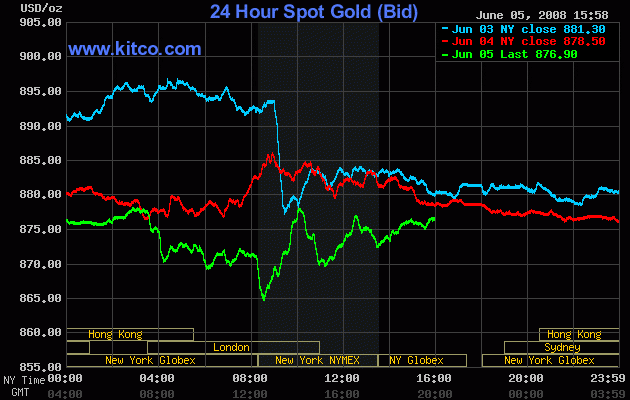 USD/oz 24 Hour Spot Gold (Bid) June 05, 2008 15:58
905.00
www.kitco.com
Jun 03 NY close 881.30
Jun 04 NY close 878.50
Jun 05 Last 876.90
900.00
895.00
890.00
885.00
880.00
875.00
870.00
865.00
860.00
Hong Kong Hong Kong
London Sydney
New York Globex New York NYMEX NY Globex New York Globex
855.00
NY Time 00:00 04:00 08:00 12:00 16:00 20:00 23:59
GMT 04:00 08:00 12:00 16:00 20:00 00:00 03:59